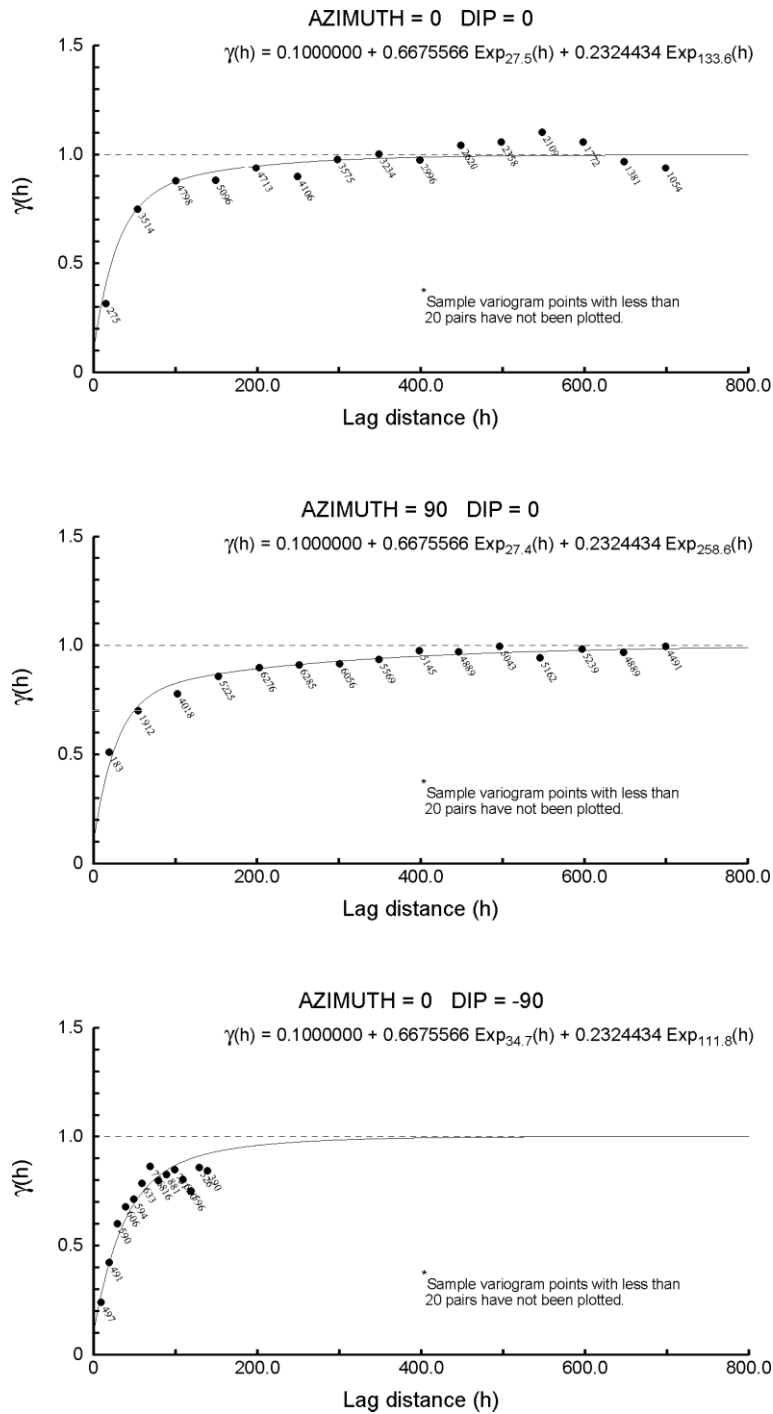 AZIMUTH = 0 DIP = 0
γ(h) = 0.1000000 + 0.6675566 Exp27.5(h) + 0.2324434 Exp133.6(h)
1.5
1.0
0.5
0
γ(h)
275
3514
4798
5096
4713
4106
3575
3234
2996
2620
2358
2109
1772
1381
1054
*Sample variogram points with less than
20 pairs have not been plotted.
0 200.0 400.0 600.0 800.0
Lag distance (h)
AZIMUTH = 90 DIP = 0
γ(h) = 0.1000000 + 0.6675566 Exp27.4(h) + 0.2324434 Exp258.6(h)
1.5
1.0
0.5
0
γ(h)
183
1912
4018
5225
6276
6285
6056
5569
5145
4889
5043
5162
5239
4889
4491
*Sample variogram points with less than
20 pairs have not been plotted.
0 200.0 400.0 600.0 800.0
Lag distance (h)
AZIMUTH = 0 DIP = -90
γ(h) = 0.1000000 + 0.6675566 Exp34.7(h) + 0.2324434 Exp111.8(h)
1.5
1.0
0.5
0
γ(h)
497
491
590
606
594
633
816
881
696
526
390
*Sample variogram points with less than
20 pairs have not been plotted.
0 200.0 400.0 600.0 800.0
Lag distance (h)